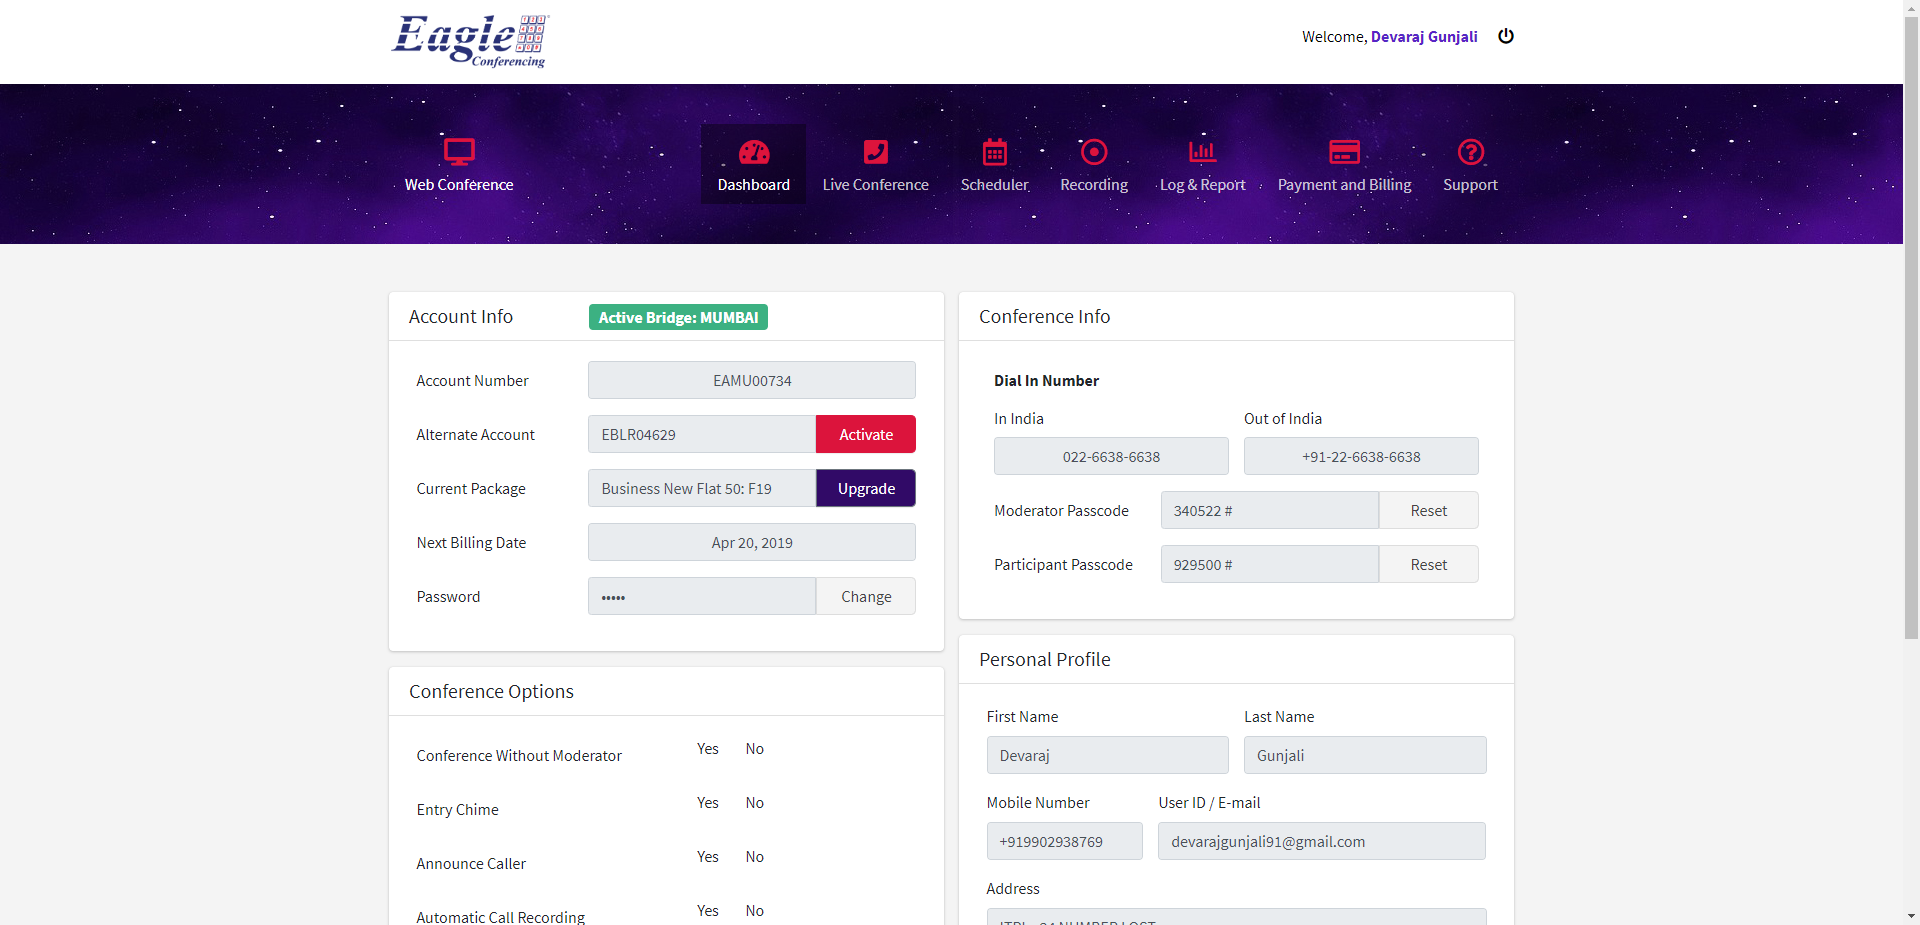 Eagle
Conferencing
Welcome, Devaraj Gunjali
Web Conference
Dashboard
Live Conference
Scheduler
Recording
Log & Report
Payment and Billing
Support
Account Info
Active Bridge: MUMBAI
Account Number
EAMU00734
Alternate Account
EBLR04629
Activate
Current Package
Business New Flat 50: F19
Upgrade
Next Billing Date
Apr 20, 2019
Password
•••••
Change
Conference Options
Conference Without Moderator
Yes No
Entry Chime
Yes No
Announce Caller
Yes No
Automatic Call Recording
Yes No
Conference Info
Dial In Number
In India
Out of India
022-6638-6638
+91-22-6638-6638
Moderator Passcode
340522 #
Reset
Participant Passcode
929500 #
Reset
Personal Profile
First Name
Last Name
Devaraj
Gunjali
Mobile Number
User ID / E-mail
+919902938769
devarajgunjali91@gmail.com
Address